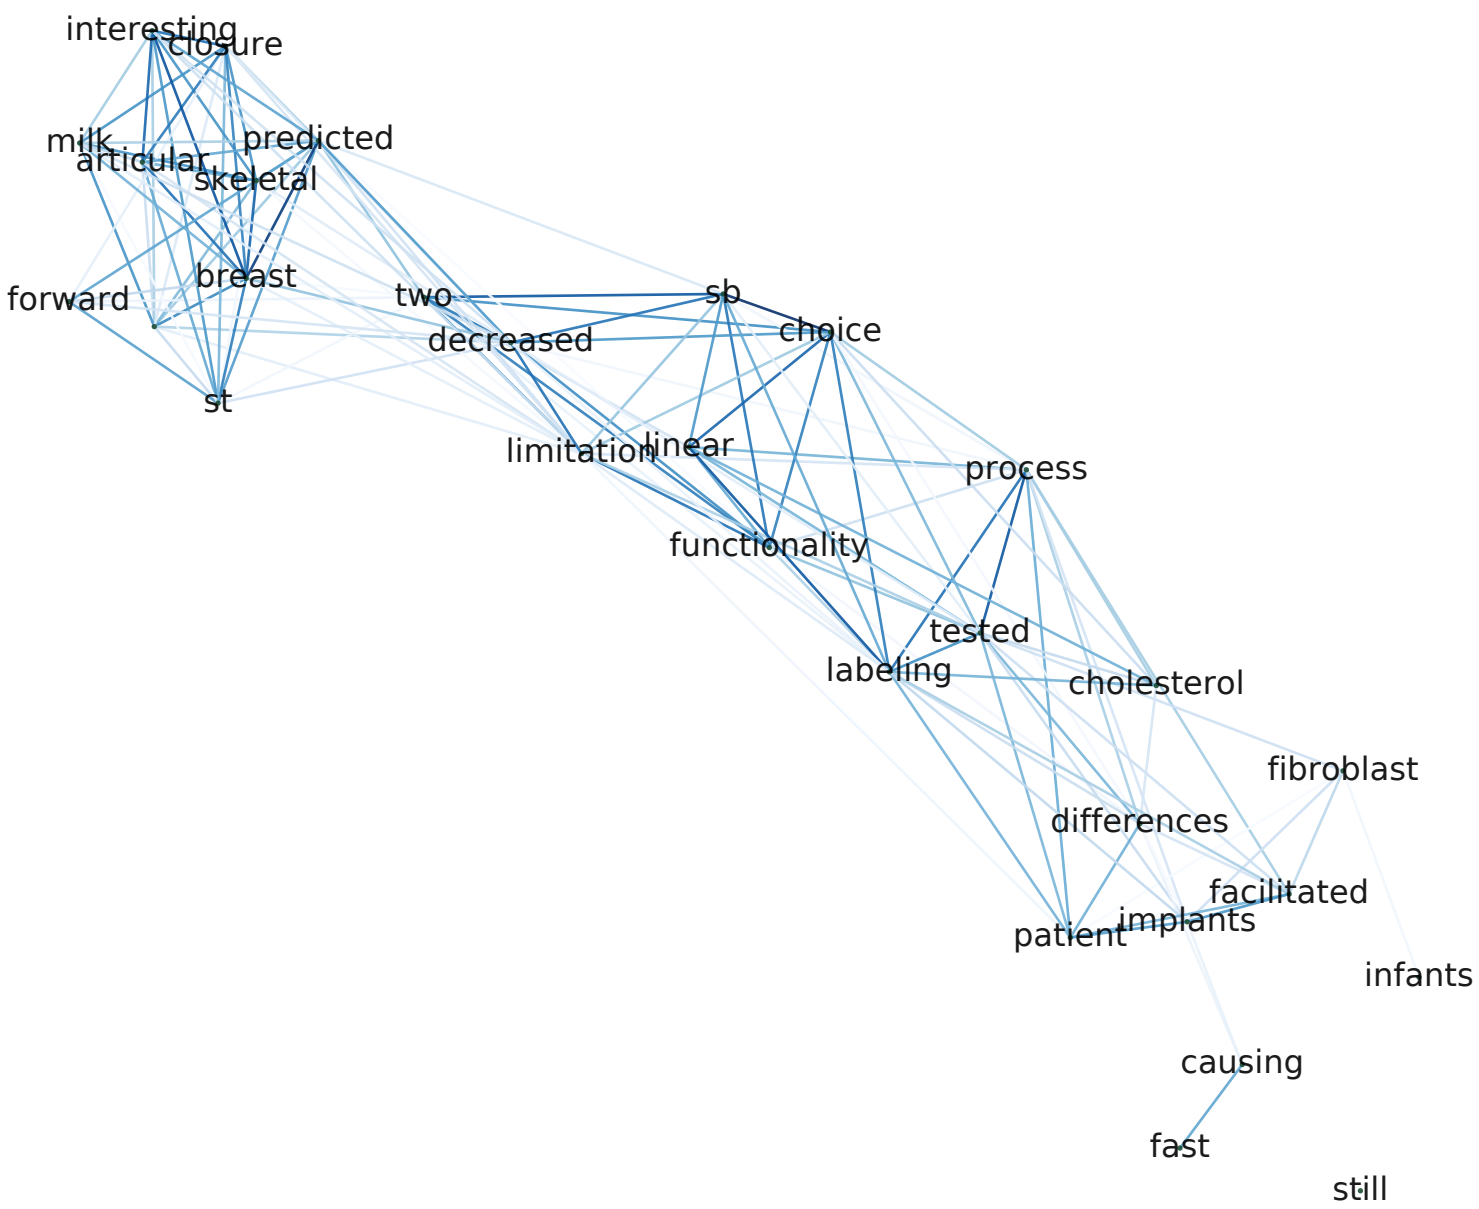 interesting
closure
milk
predicted
articular
skeletal
breast
forward
two
sb
choice
decreased
st
limitation
linear
process
functionality
tested
labeling
cholesterol
fibroblast
differences
facilitated
implants
patient
infants
causing
fast
still